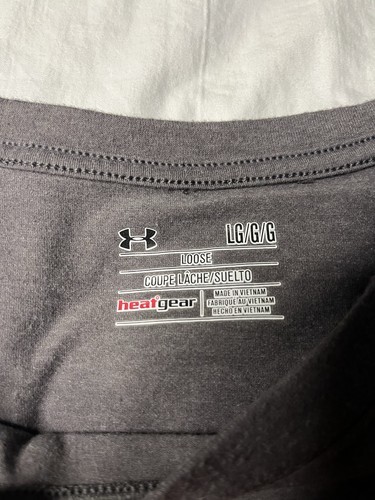 LG/G/G
LOOSE
COUPE LÂCHE/SUELTO
heatgear
MADE IN VIETNAM
FABRIQUÉ AU VIETNAM
HECHO EN VIETNAM